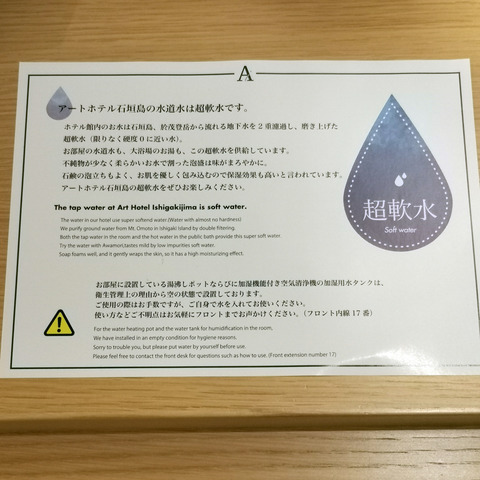 A
アートホテル石垣島の水道水は超軟水です。
ホテル館内のお水は石垣島、於茂登岳から流れる地下水を2重濾過し、磨き上げた
超軟水（限りなく硬度0に近い水）。
お部屋の水道水も、大浴場のお湯も、この超軟水を供給しています。
不純物が少なく柔らかいお水で割った泡盛は味がまろやかに。
石鹸の泡立ちもよく、お肌を優しく包み込むので保湿効果も高いと言われています。
アートホテル石垣島の超軟水をぜひお楽しみください。
The tap water at Art Hotel Ishigakijima is soft water.
The water in our hotel use super softend water.(Water with almost no hardness)
We purify ground water from Mt. Omoto in Ishigaki Island by double filtering.
Both the tap water in the room and the hot water in the public bath provide this super soft water.
Try the water with Awamori,tastes mild by low impurities soft water.
Soap foams well, and it gently wraps the skin, so it has a high moisturizing effect.
超軟水
Soft water
お部屋に設置している湯沸しポットならびに加湿機能付き空気清浄機の加湿用水タンクは、
衛生管理上の理由から空の状態で設置しております。
ご使用の際はお手数ですが、ご自身で水を入れてお使いください。
使い方などご不明点はお気軽にフロントまでお声がけください。（フロント内線17番）
For the water heating pot and the water tank for humidification in the room.
We have installed in an empty condition for hygiene reasons.
Sorry to trouble you, but please put water by yourself before use.
Please feel free to contact the front desk for questions such as how to use. (Front extension number 17)